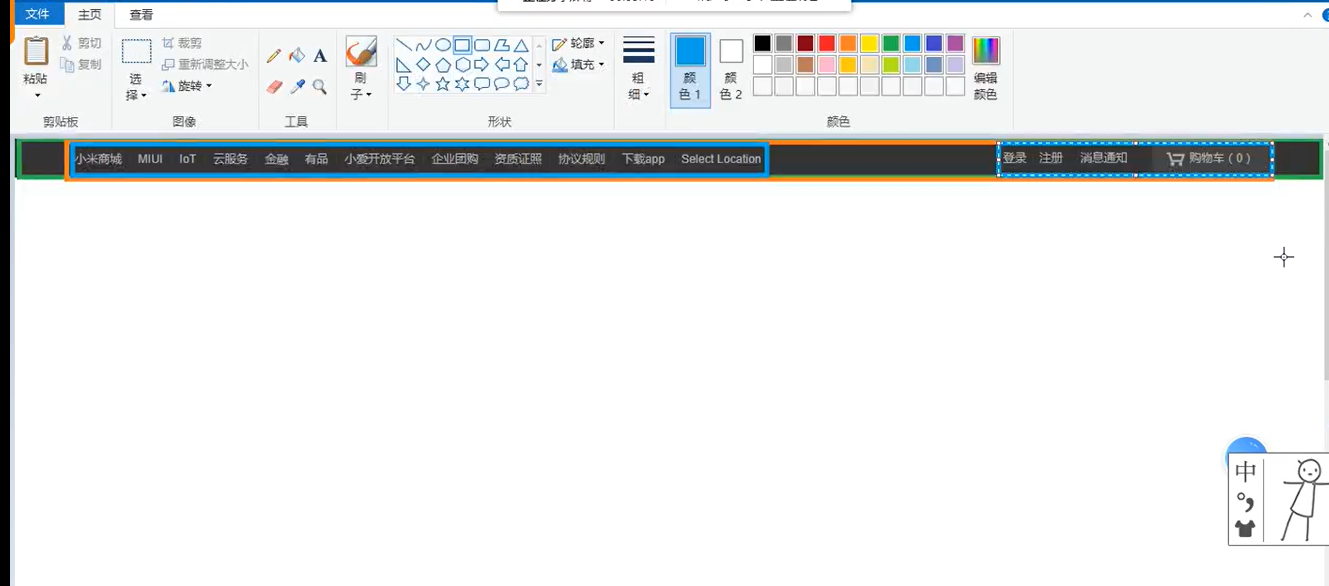 文件 主页 查看
粘贴
剪切
复制
剪贴板
选择
裁剪
重新调整大小
旋转
图像
A
工具
刷子
形状
轮廓
填充
粗细
颜色 1
颜色 2
编辑颜色
颜色
小米商城 MIUI IoT 云服务 金融 有品 小爱开放平台 企业团购 资质证照 协议规则 下载app Select Location 登录 注册 消息通知 购物车 ( 0 )
中